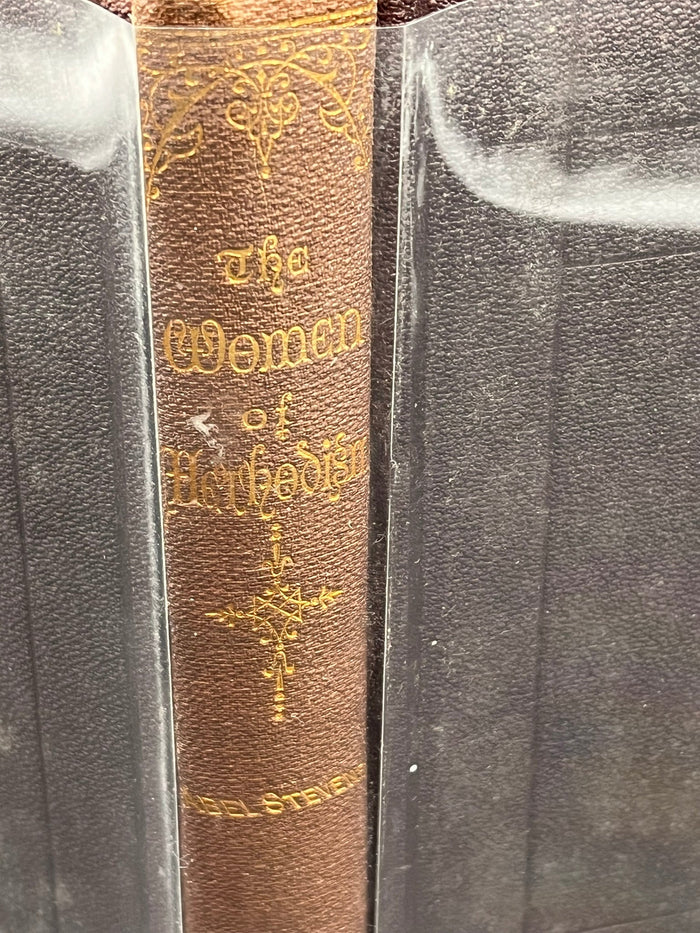 The
Women
of
Methodism
ABEL STEVENS